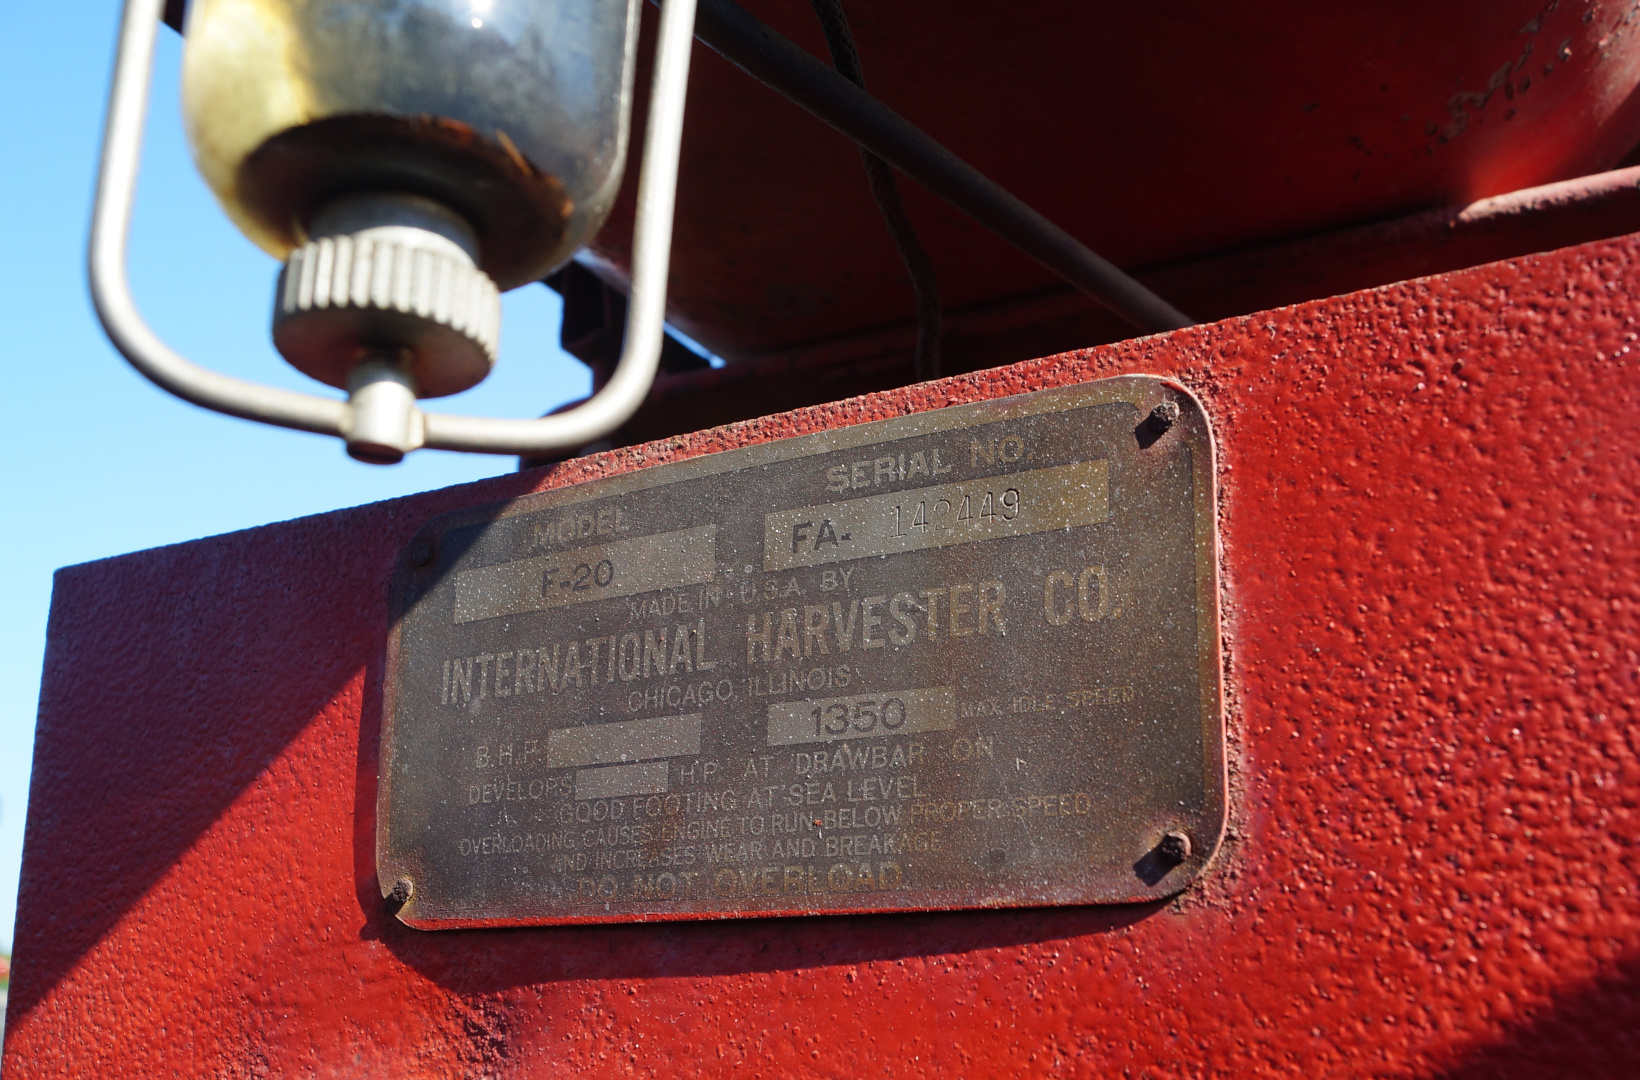 MODEL SERIAL NO.
F-20 FA. 142449
MADE IN U.S.A. BY
INTERNATIONAL HARVESTER CO.
CHICAGO, ILLINOIS
B.H.P. 1350 MAX. IDLE SPEED
DEVELOPS H.P. AT DRAWBAR ON
GOOD FOOTING AT SEA LEVEL
OVERLOADING CAUSES ENGINE TO RUN BELOW PROPER SPEED
AND INCREASES WEAR AND BREAKAGE
DO NOT OVERLOAD